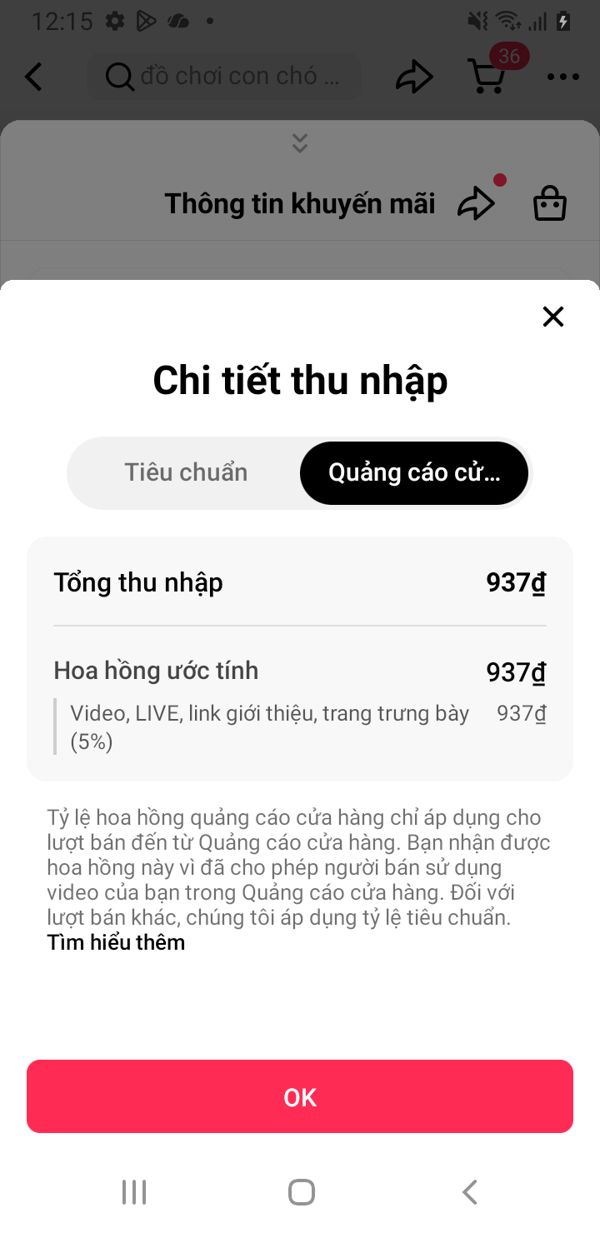 12:15
36
đồ chơi con chó ...
Thông tin khuyến mãi
Chi tiết thu nhập
Tiêu chuẩn
Quảng cáo cử...
Tổng thu nhập
937₫
Hoa hồng ước tính
937₫
Video, LIVE, link giới thiệu, trang trưng bày
937₫
(5%)
Tỷ lệ hoa hồng quảng cáo cửa hàng chỉ áp dụng cho
lượt bán đến từ Quảng cáo cửa hàng. Bạn nhận được
hoa hồng này vì đã cho phép người bán sử dụng
video của bạn trong Quảng cáo cửa hàng. Đối với
lượt bán khác, chúng tôi áp dụng tỷ lệ tiêu chuẩn.
Tìm hiểu thêm
OK